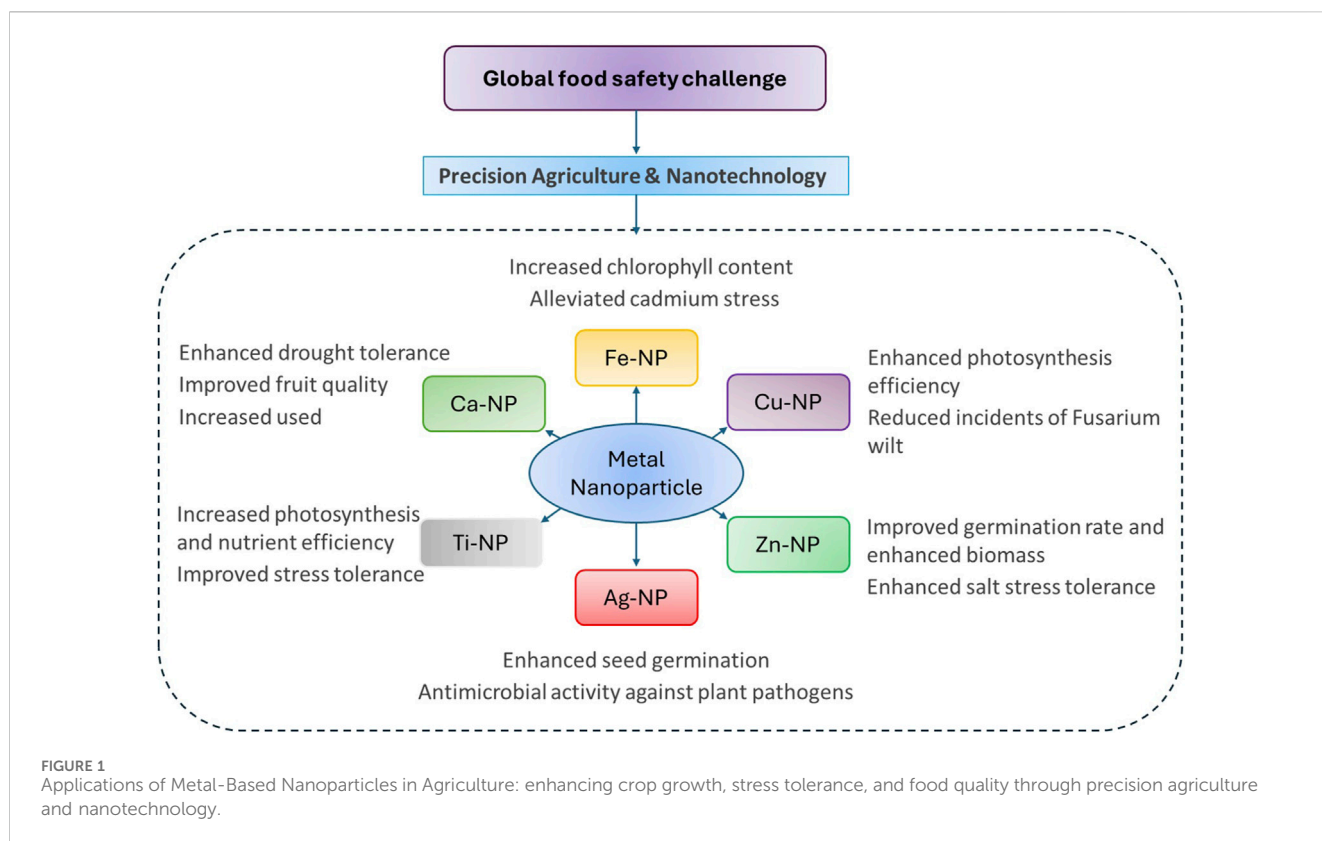 Global food safety challenge
Precision Agriculture & Nanotechnology
Increased chlorophyll content
Alleviated cadmium stress
Fe-NP
Enhanced drought tolerance
Improved fruit quality
Increased used
Ca-NP
Cu-NP
Enhanced photosynthesis
efficiency
Reduced incidents of Fusarium
wilt
Metal
Nanoparticle
Increased photosynthesis
and nutrient efficiency
Improved stress tolerance
Ti-NP
Zn-NP
Improved germination rate and
enhanced biomass
Enhanced salt stress tolerance
Ag-NP
Enhanced seed germination
Antimicrobial activity against plant pathogens
FIGURE 1
Applications of Metal-Based Nanoparticles in Agriculture: enhancing crop growth, stress tolerance, and food quality through precision agriculture
and nanotechnology.